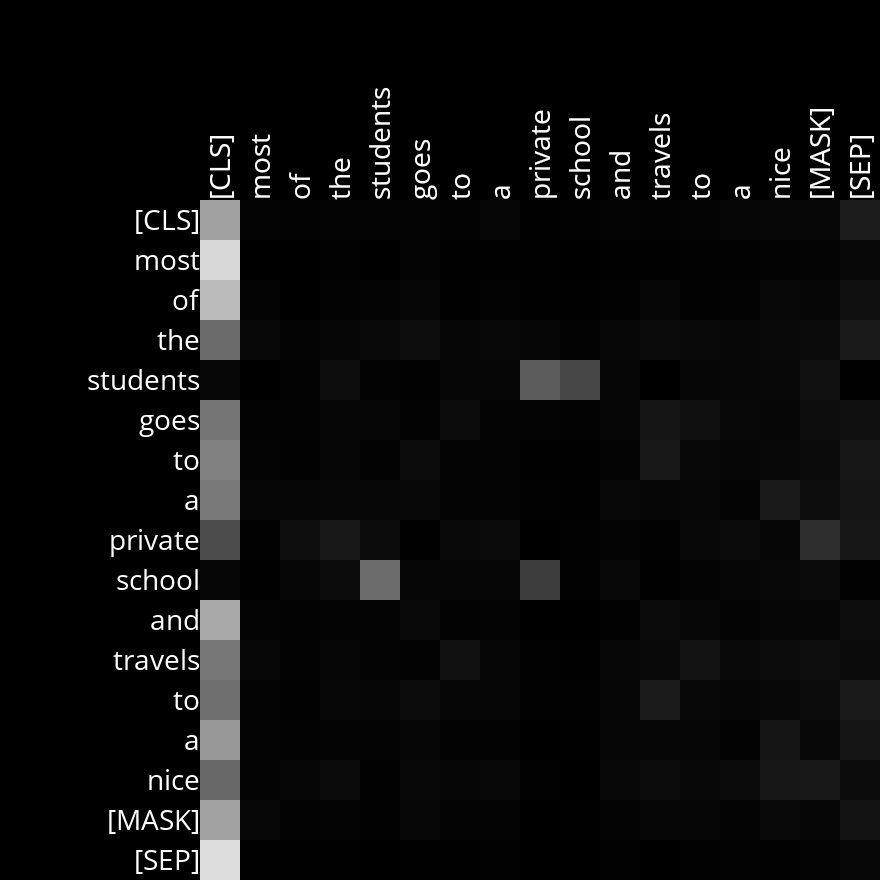 [CLS] most of the students goes to a private school and travels to a nice [MASK] [SEP]
[CLS]
most
of
the
students
goes
to
a
private
school
and
travels
to
a
nice
[MASK]
[SEP]